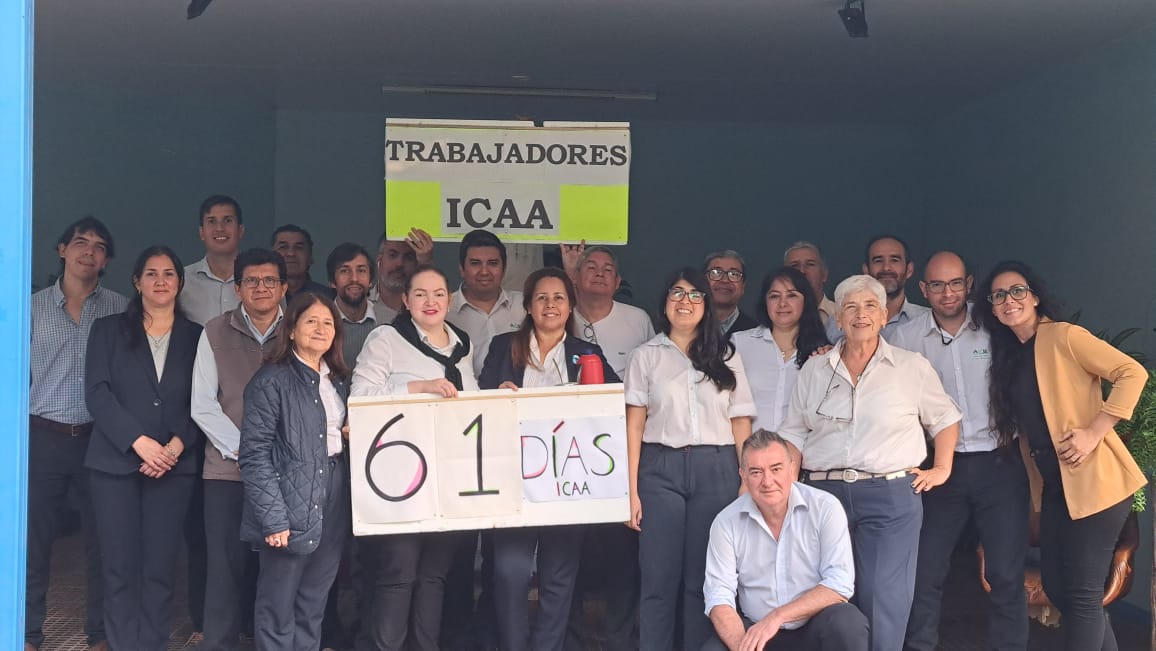 TRABAJADORES
ICAA
61 DÍAS
ICAA